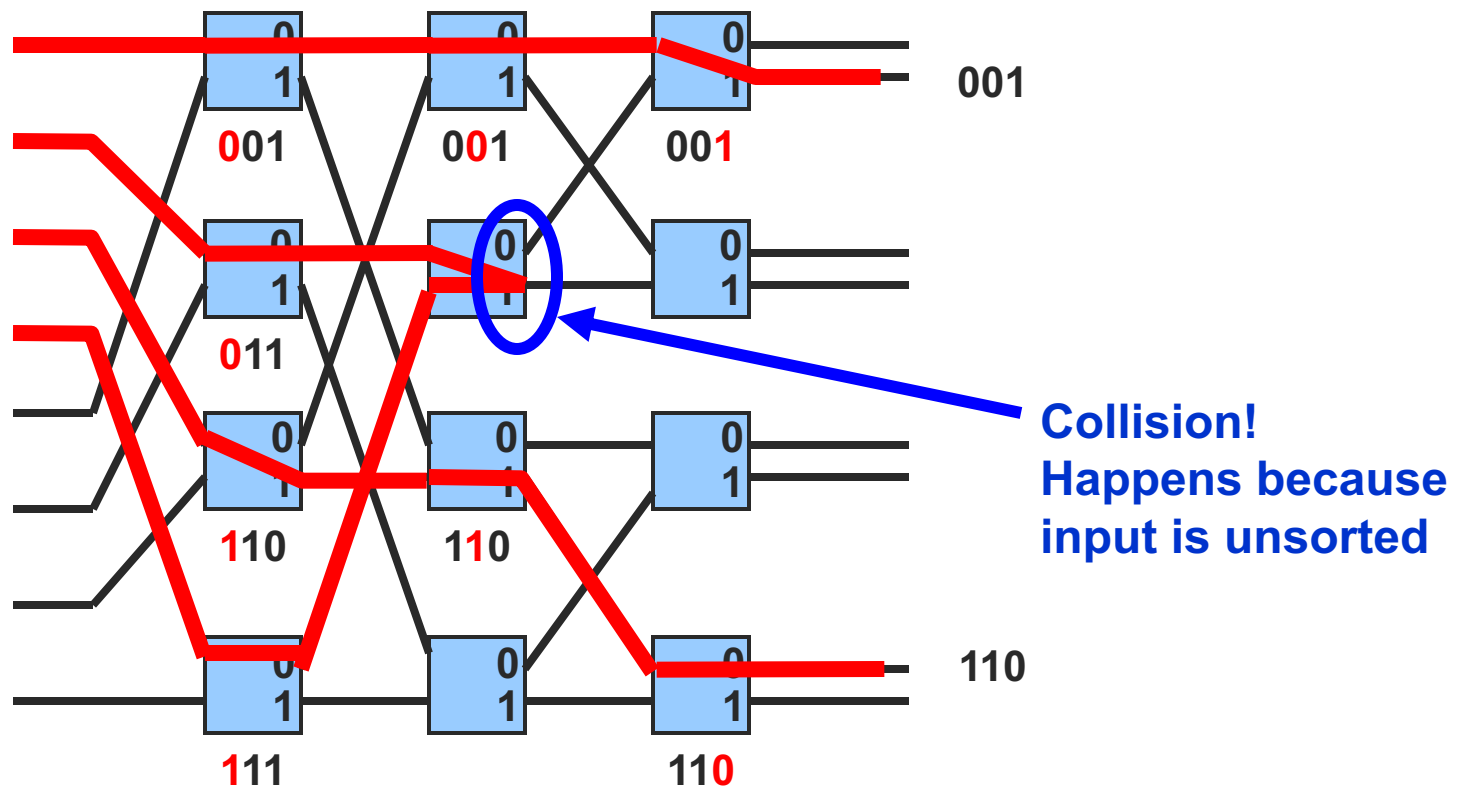 0 0 0
1 1 1
001 001 001 001
0 0 0
1 1 1
011
Collision!
Happens because
input is unsorted
0 0 0
1 1 1
110 110
0 0 0
1 1 1
110
111 110